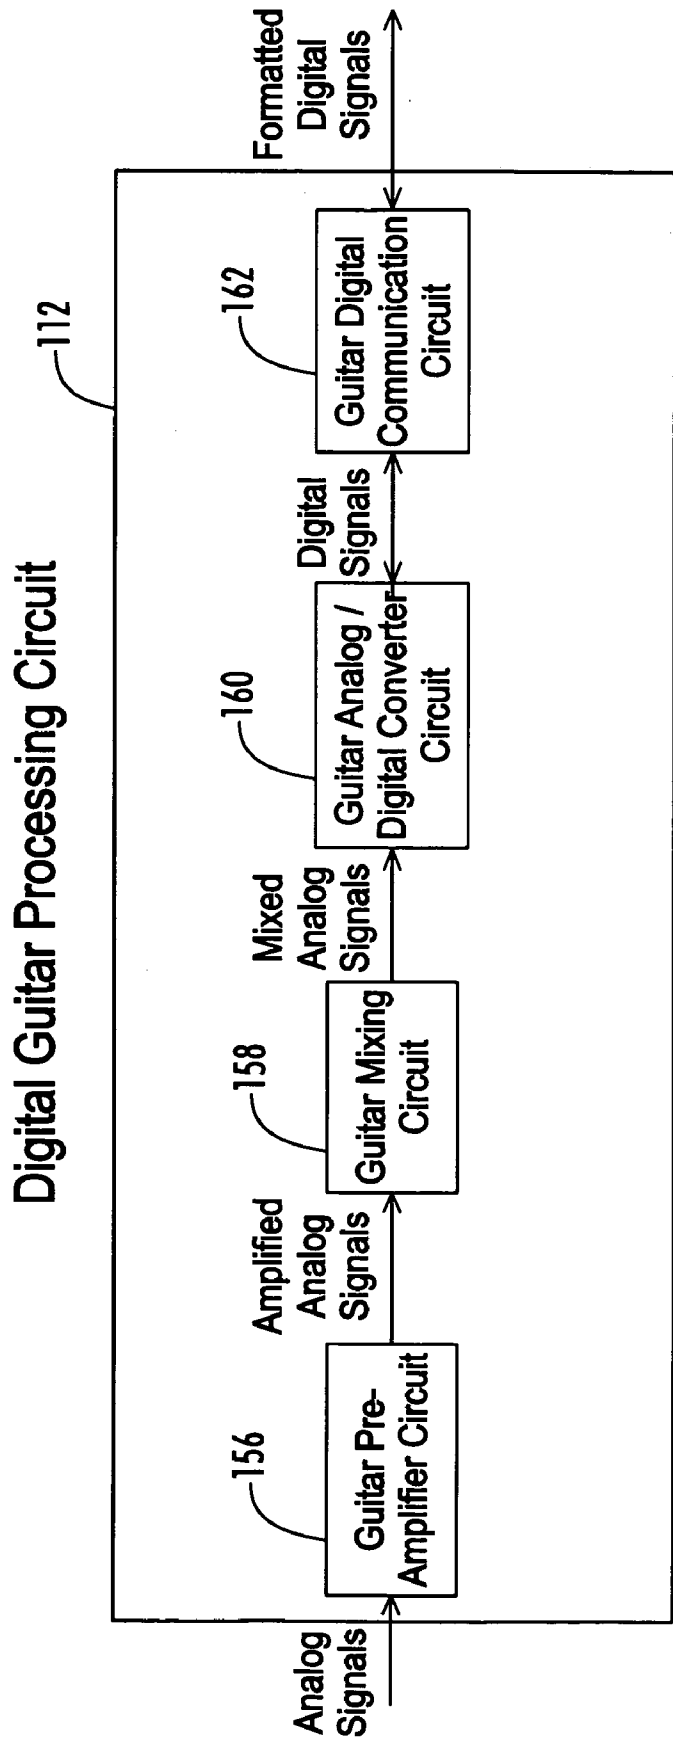 Digital Guitar Processing Circuit
112
Analog
Signals
156
Guitar Pre-
Amplifier Circuit
Amplified
Analog
Signals
158
Guitar Mixing
Circuit
Mixed
Analog
Signals
160
Guitar Analog /
Digital Converter
Circuit
Digital
Signals
162
Guitar Digital
Communication
Circuit
Formatted
Digital
Signals